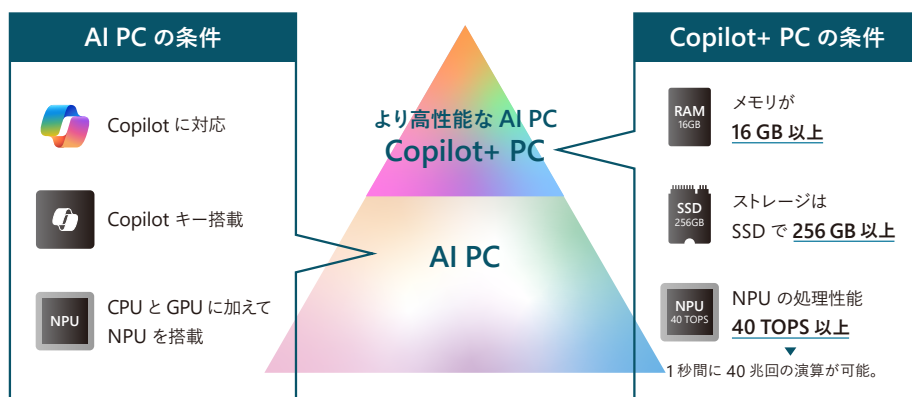 AI PC の条件
Copilot に対応
Copilot キー搭載
NPU
CPU と GPU に加えて
NPU を搭載
より高性能な AI PC
Copilot+ PC
AI PC
Copilot+ PC の条件
RAM
16GB
メモリが
16 GB 以上
SSD
256GB
ストレージは
SSD で 256 GB 以上
NPU
40 TOPS
NPU の処理性能
40 TOPS 以上
1 秒間に 40 兆回の演算が可能。